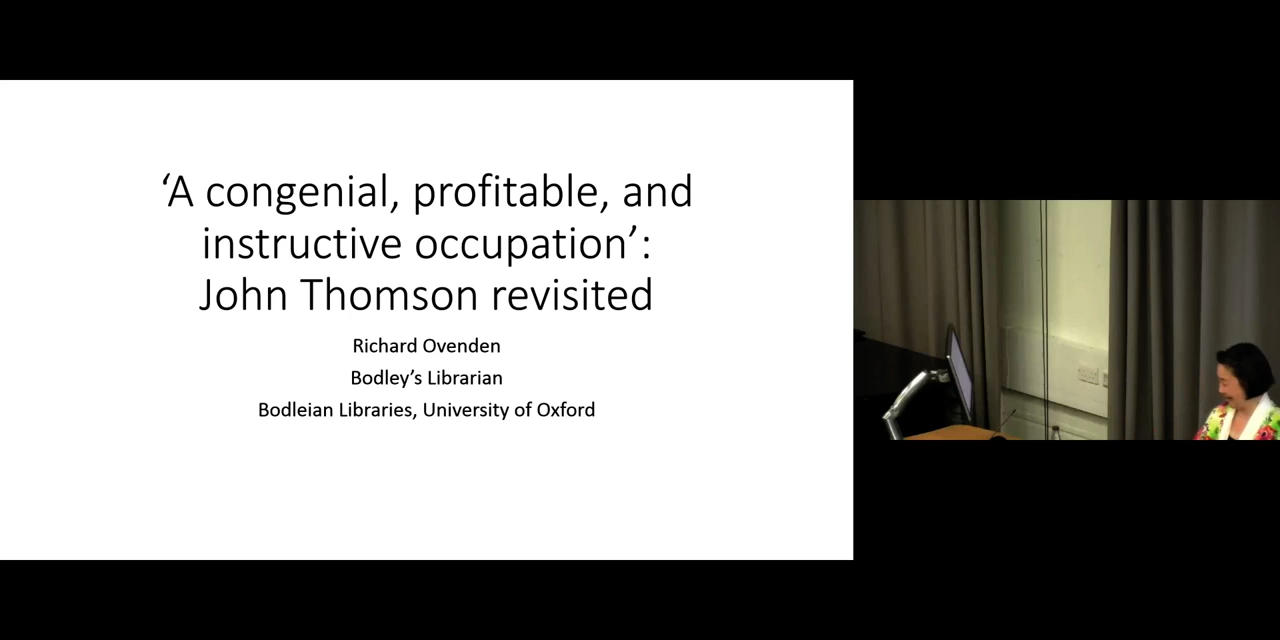 ‘A congenial, profitable, and
instructive occupation’:
John Thomson revisited
Richard Ovenden
Bodley’s Librarian
Bodleian Libraries, University of Oxford